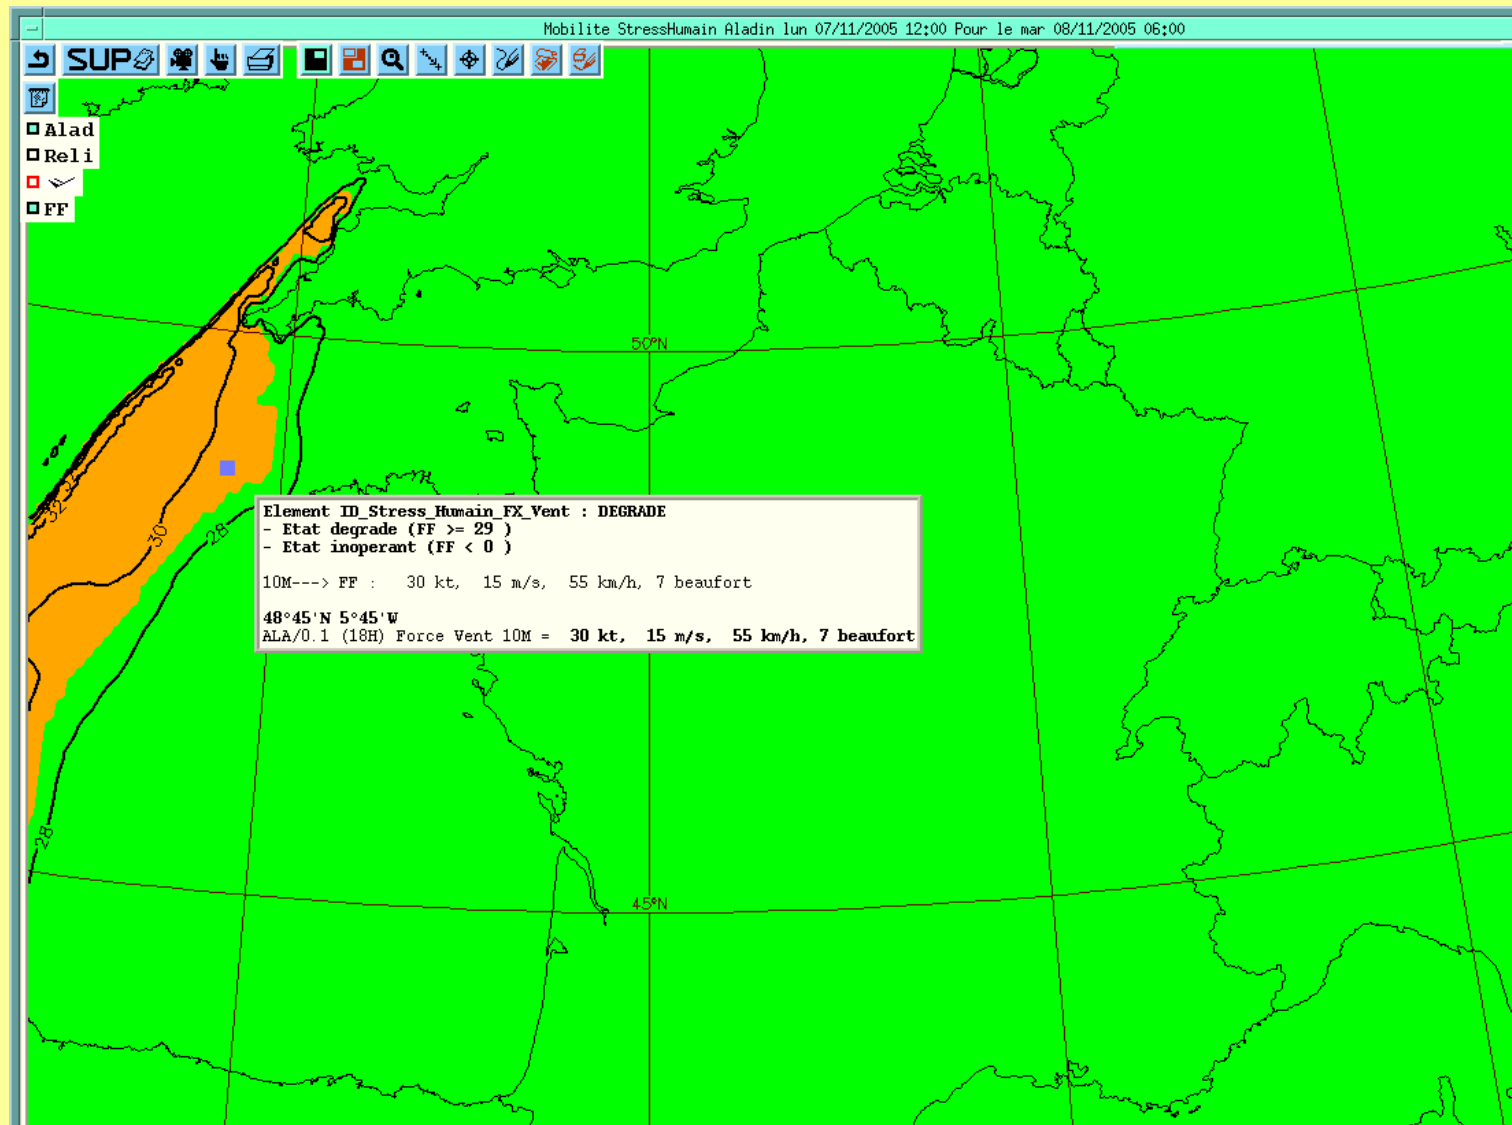 Mobilite StressHumain Aladin lun 07/11/2005 12:00 Pour le mar 08/11/2005 06:00
SUP
Alad
Reli
FF
50°N
32
30
28
Element ID_Stress_Humain_FX_Vent : DEGRADE
- Etat degrade (FF >= 29 )
- Etat inoperant (FF < 0 )
10M---> FF : 30 kt, 15 m/s, 55 km/h, 7 beaufort
48°45'N 5°45'W
ALA/0.1 (18H) Force Vent 10M = 30 kt, 15 m/s, 55 km/h, 7 beaufort
28
45°N